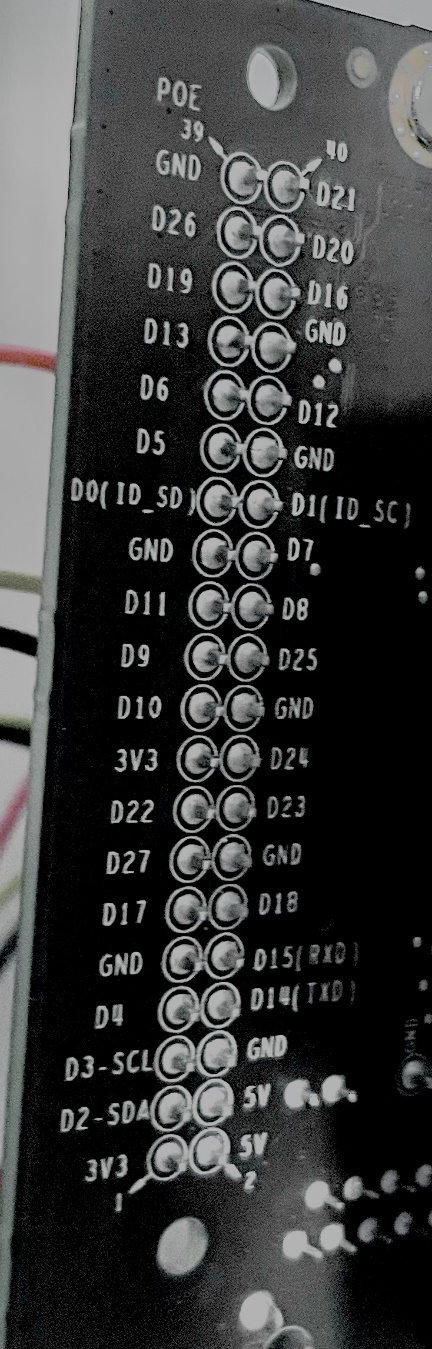 POE
39 40
GND D21
D26 D20
D19 D16
D13 GND
D6 D12
D5 GND
D0(ID_SD) D1(ID_SC)
GND D7
D11 D8
D9 D25
D10 GND
3V3 D24
D22 D23
D27 GND
D17 D18
GND D15(RXD)
D4 D14(TXD)
D3-SCL GND
D2-SDA 5V
3V3 5V
1 2
GND